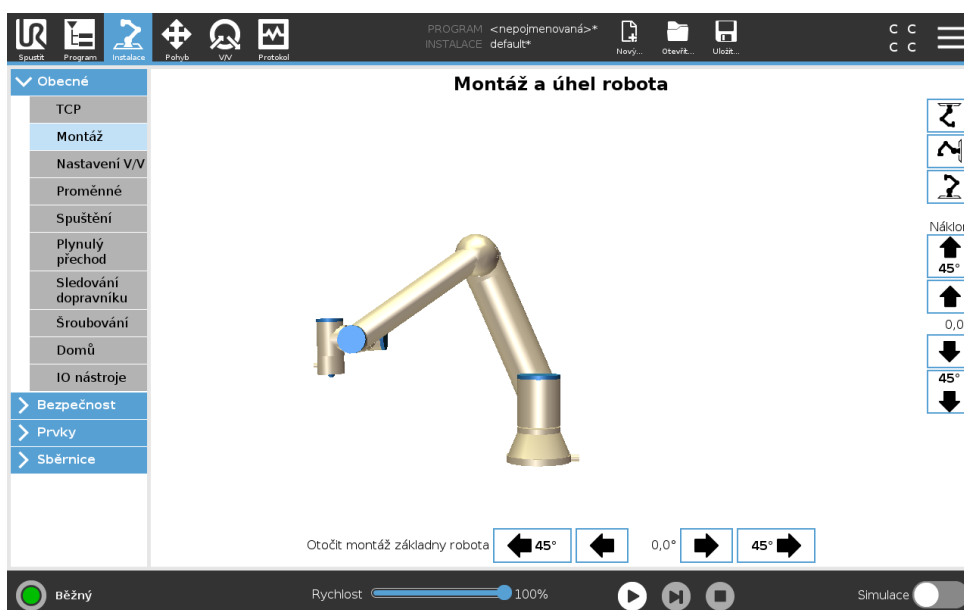 PROGRAM <nepojmenovaná>*
INSTALACE default*
Spustit Program Instalace Pohyb V/V Protokol Nový... Otevřít... Uložit...
C C
C C
Obecné
TCP
Montáž
Nastavení V/V
Proměnné
Spuštění
Plynulý
přechod
Sledování
dopravníku
Šroubování
Domů
IO nástroje
Bezpečnost
Prvky
Sběrnice
Montáž a úhel robota
Náklon
45°
0,0
45°
Otočit montáž základny robota 45° 0,0° 45°
Běžný Rychlost 100% Simulace